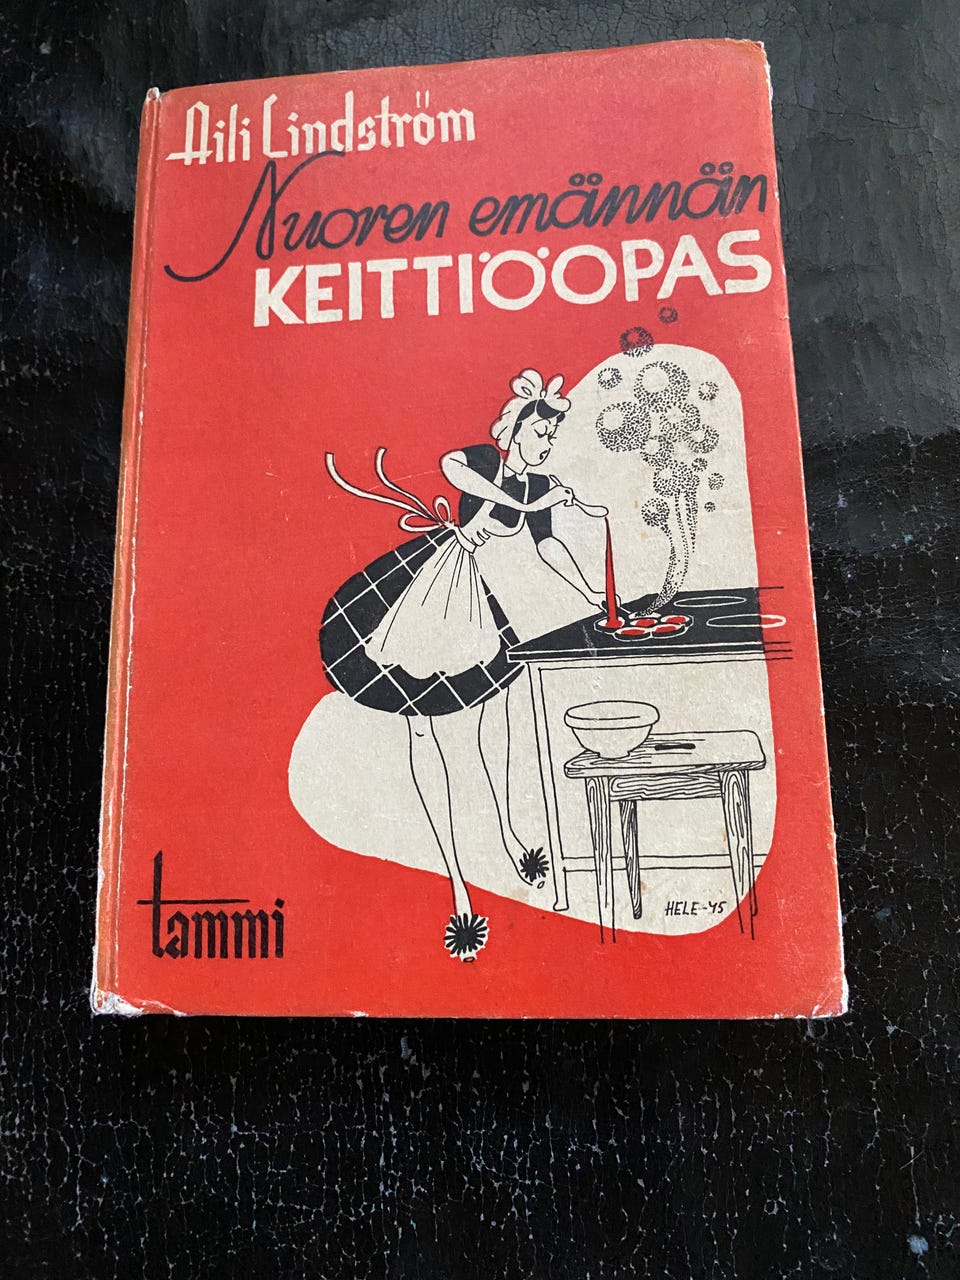 Aili Lindström
Nuoren emännän
KEITTIÖOPAS
HELE-45
tammi